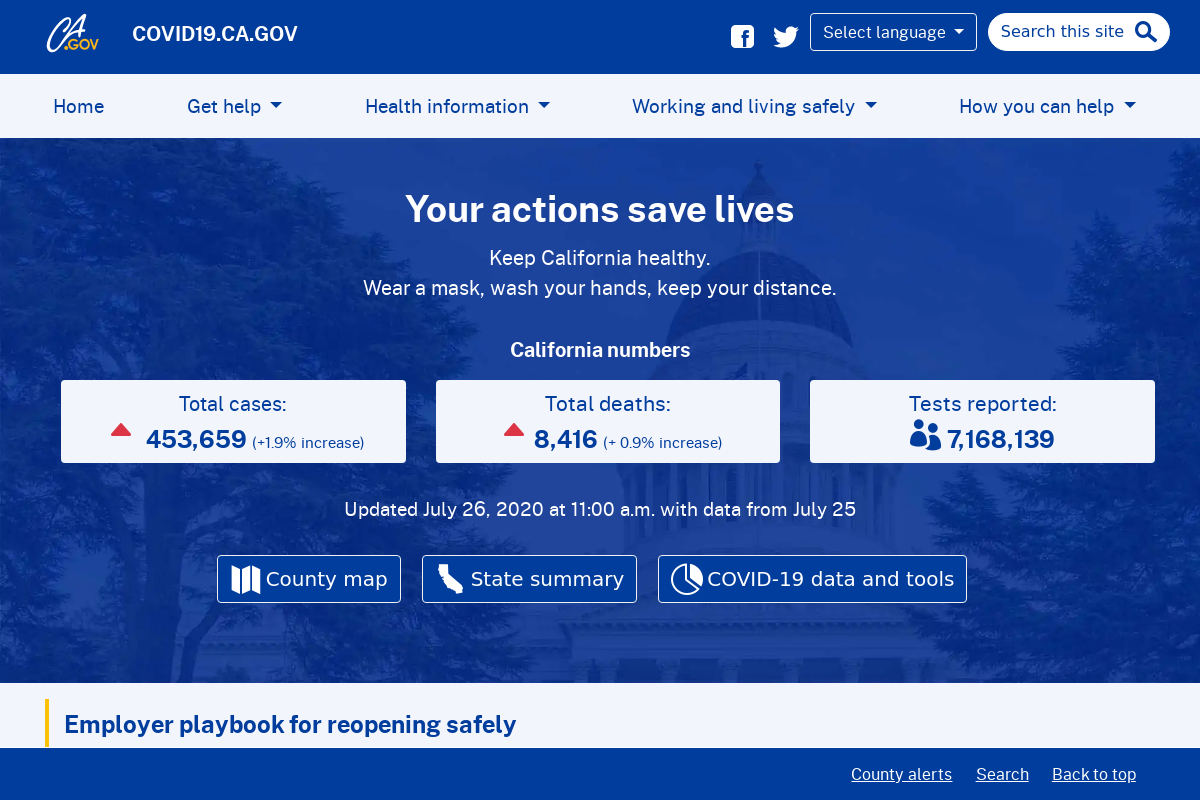 CA
.GOV
COVID19.CA.GOV
Select language
Search this site
Home
Get help
Health information
Working and living safely
How you can help
Your actions save lives
Keep California healthy.
Wear a mask, wash your hands, keep your distance.
California numbers
Total cases:
453,659 (+1.9% increase)
Total deaths:
8,416 (+ 0.9% increase)
Tests reported:
7,168,139
Updated July 26, 2020 at 11:00 a.m. with data from July 25
County map
State summary
COVID-19 data and tools
Employer playbook for reopening safely
County alerts
Search
Back to top